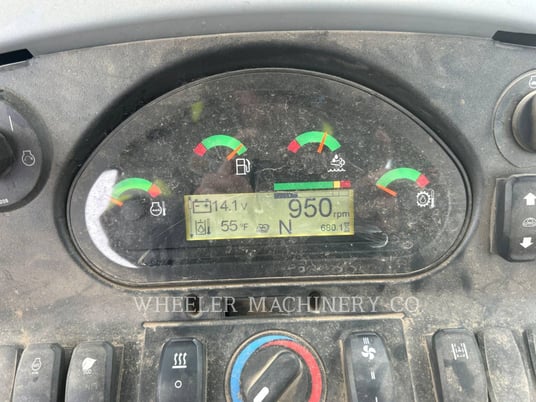 14.1 V
950 rpm
55 °F
N
680.1
WHEELER MACHINERY CO